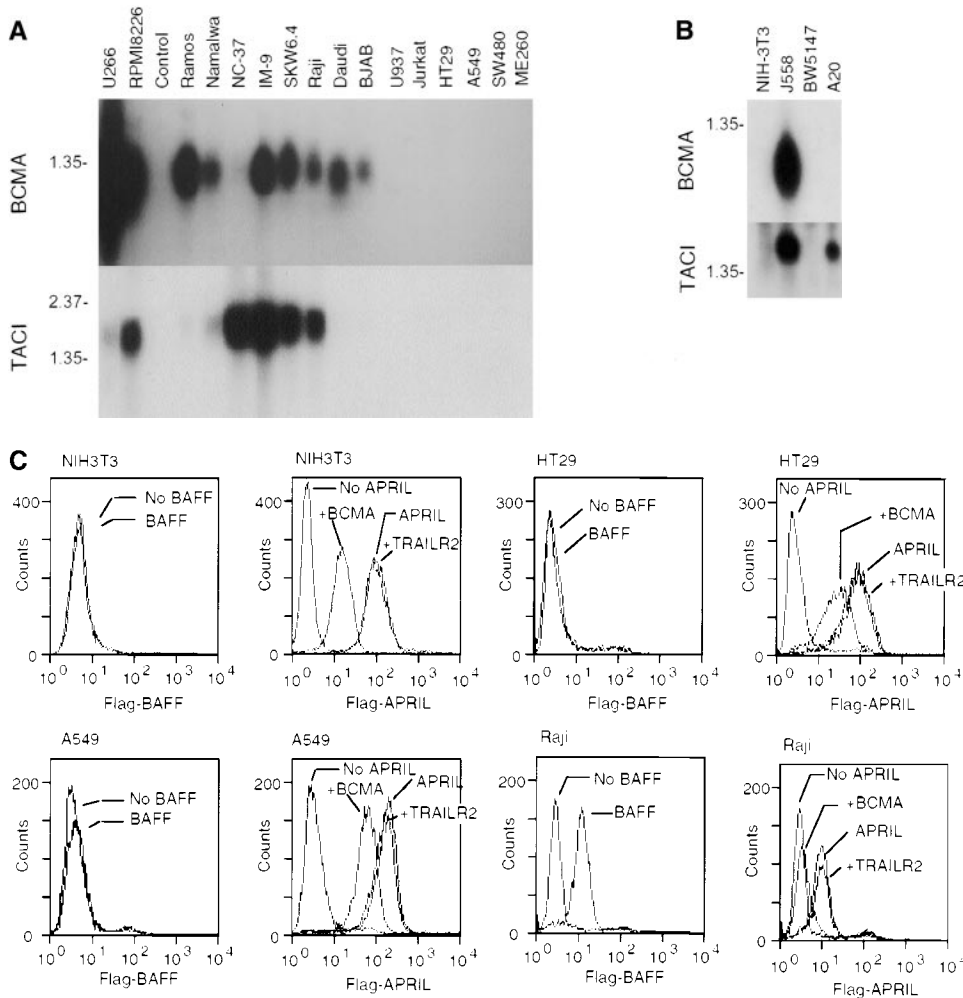 A
U266
RPMI8226
Control
Ramos
Namalwa
NC-37
IM-9
SKW6.4
Raji
Daudi
BJAB
U937
Jurkat
HT29
A549
SW480
ME260
BCMA
1.35-
TACI
2.37-
1.35-
B
NIH-3T3
J558
BW5147
A20
BCMA
1.35-
TACI
1.35-
C
NIH3T3
400
0
Counts
No BAFF
BAFF
10^0 10^1 10^2 10^3 10^4
Flag-BAFF
NIH3T3
400
0
Counts
No APRIL
+BCMA
APRIL
+TRAILR2
10^0 10^1 10^2 10^3 10^4
Flag-APRIL
HT29
300
0
Counts
No BAFF
BAFF
10^0 10^1 10^2 10^3 10^4
Flag-BAFF
HT29
300
0
Counts
No APRIL
+BCMA
APRIL
+TRAILR2
10^0 10^1 10^2 10^3 10^4
Flag-APRIL
A549
200
0
Counts
No BAFF
BAFF
10^0 10^1 10^2 10^3 10^4
Flag-BAFF
A549
200
0
Counts
No APRIL
+BCMA
APRIL
+TRAILR2
10^0 10^1 10^2 10^3 10^4
Flag-APRIL
Raji
200
0
Counts
No BAFF
BAFF
10^0 10^1 10^2 10^3 10^4
Flag-BAFF
Raji
200
0
Counts
No APRIL
+BCMA
APRIL
+TRAILR2
10^0 10^1 10^2 10^3 10^4
Flag-APRIL